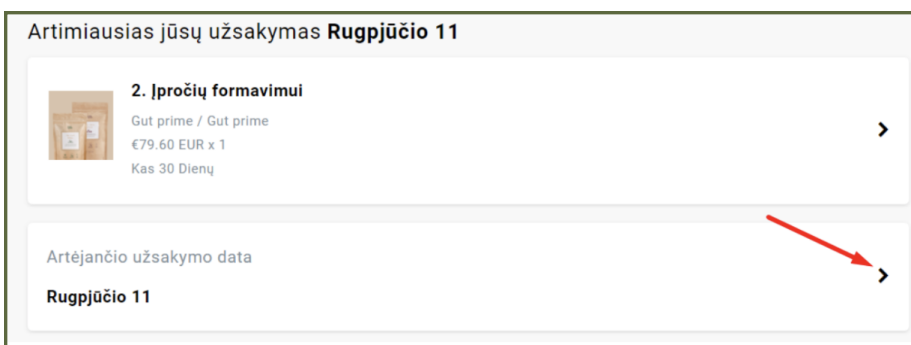 Artimiausias jūsų užsakymas Rugpjūčio 11
2. Įpročių formavimui
Gut prime / Gut prime
€79.60 EUR x 1
Kas 30 Dienų
Artėjančio užsakymo data
Rugpjūčio 11